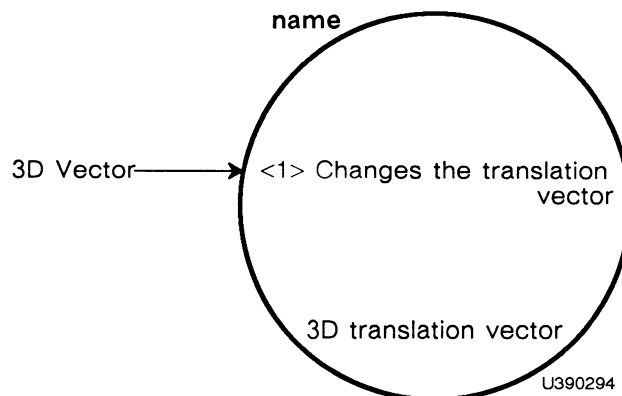 name
3D Vector
<1> Changes the translation
vector
3D translation vector
U390294